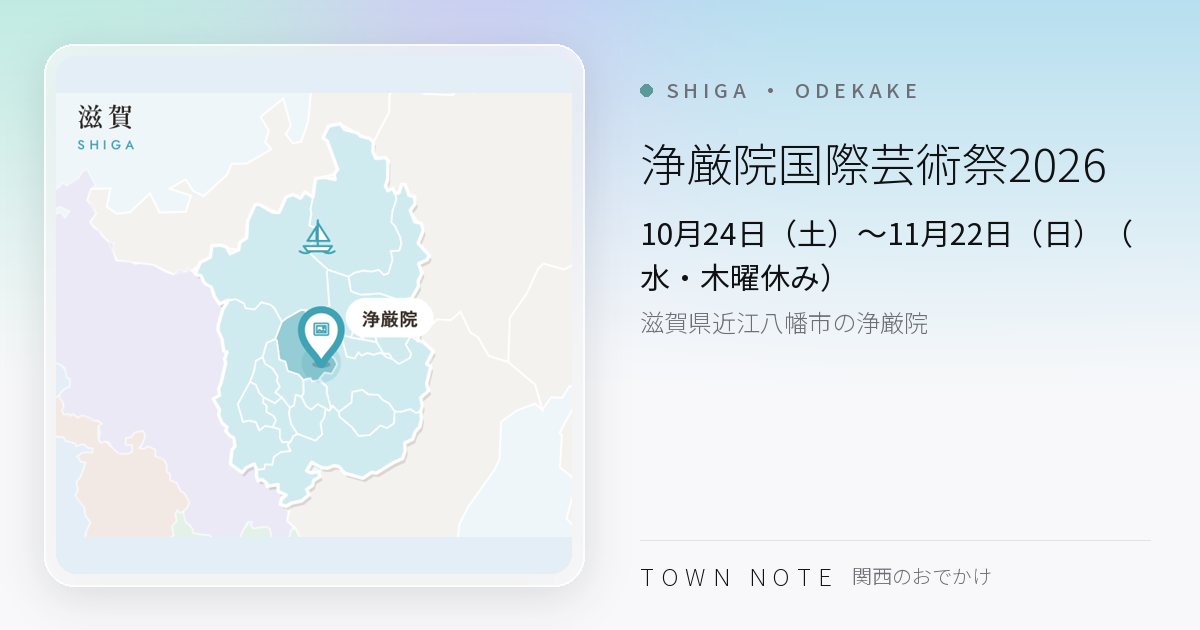 滋賀
SHIGA
浄厳院
SHIGA • ODEKAKE
浄厳院国際芸術祭2026
10月24日（土）〜11月22日（日）（
水・木曜休み）
滋賀県近江八幡市の浄厳院
TOWN NOTE 関西のおでかけ